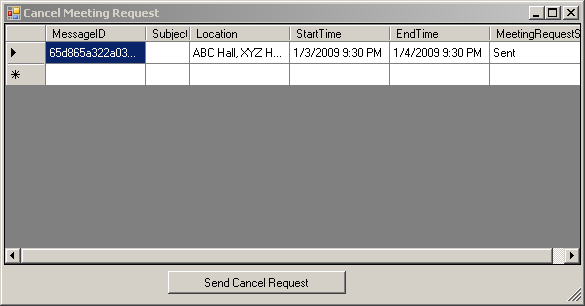 Cancel Meeting Request
MessageID Subject Location StartTime EndTime MeetingRequestS
65d865a322a03... ABC Hall, XYZ H... 1/3/2009 9:30 PM 1/4/2009 9:30 PM Sent
Send Cancel Request